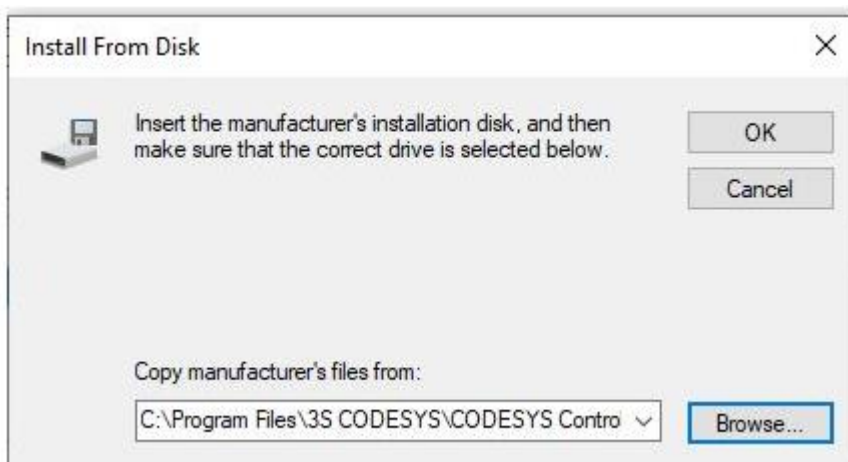 Install From Disk
Insert the manufacturer's installation disk, and then
make sure that the correct drive is selected below.
OK
Cancel
Copy manufacturer's files from:
C:\Program Files\3S CODESYS\CODESYS Contro
Browse...